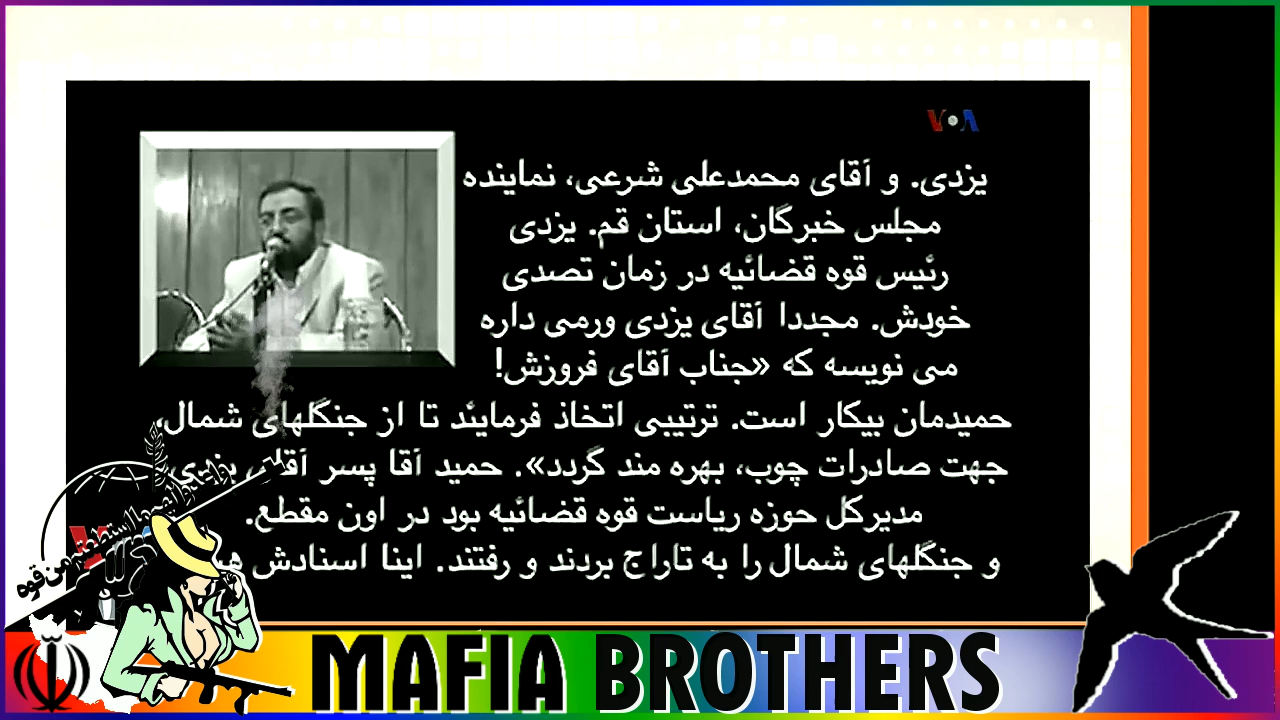 VOA
یزدی. و آقای محمدعلی شرعی، نماینده
مجلس خبرگان، استان قم. یزدی
رئیس قوه قضائیه در زمان تصدی
خودش. مجددا آقای یزدی ورمی داره
می نویسه که «جناب آقای فروزش!
حمیدمان بیکار است. ترتیبی اتخاذ فرمایند تا از جنگلهای شمال،
جهت صادرات چوب، بهره مند گردد». حمید آقا پسر آقای یزدی
مدیرکل حوزه ریاست قوه قضائیه بود در اون مقطع.
و جنگلهای شمال را به تاراج بردند و رفتند. اینا اسنادش
MAFIA BROTHERS